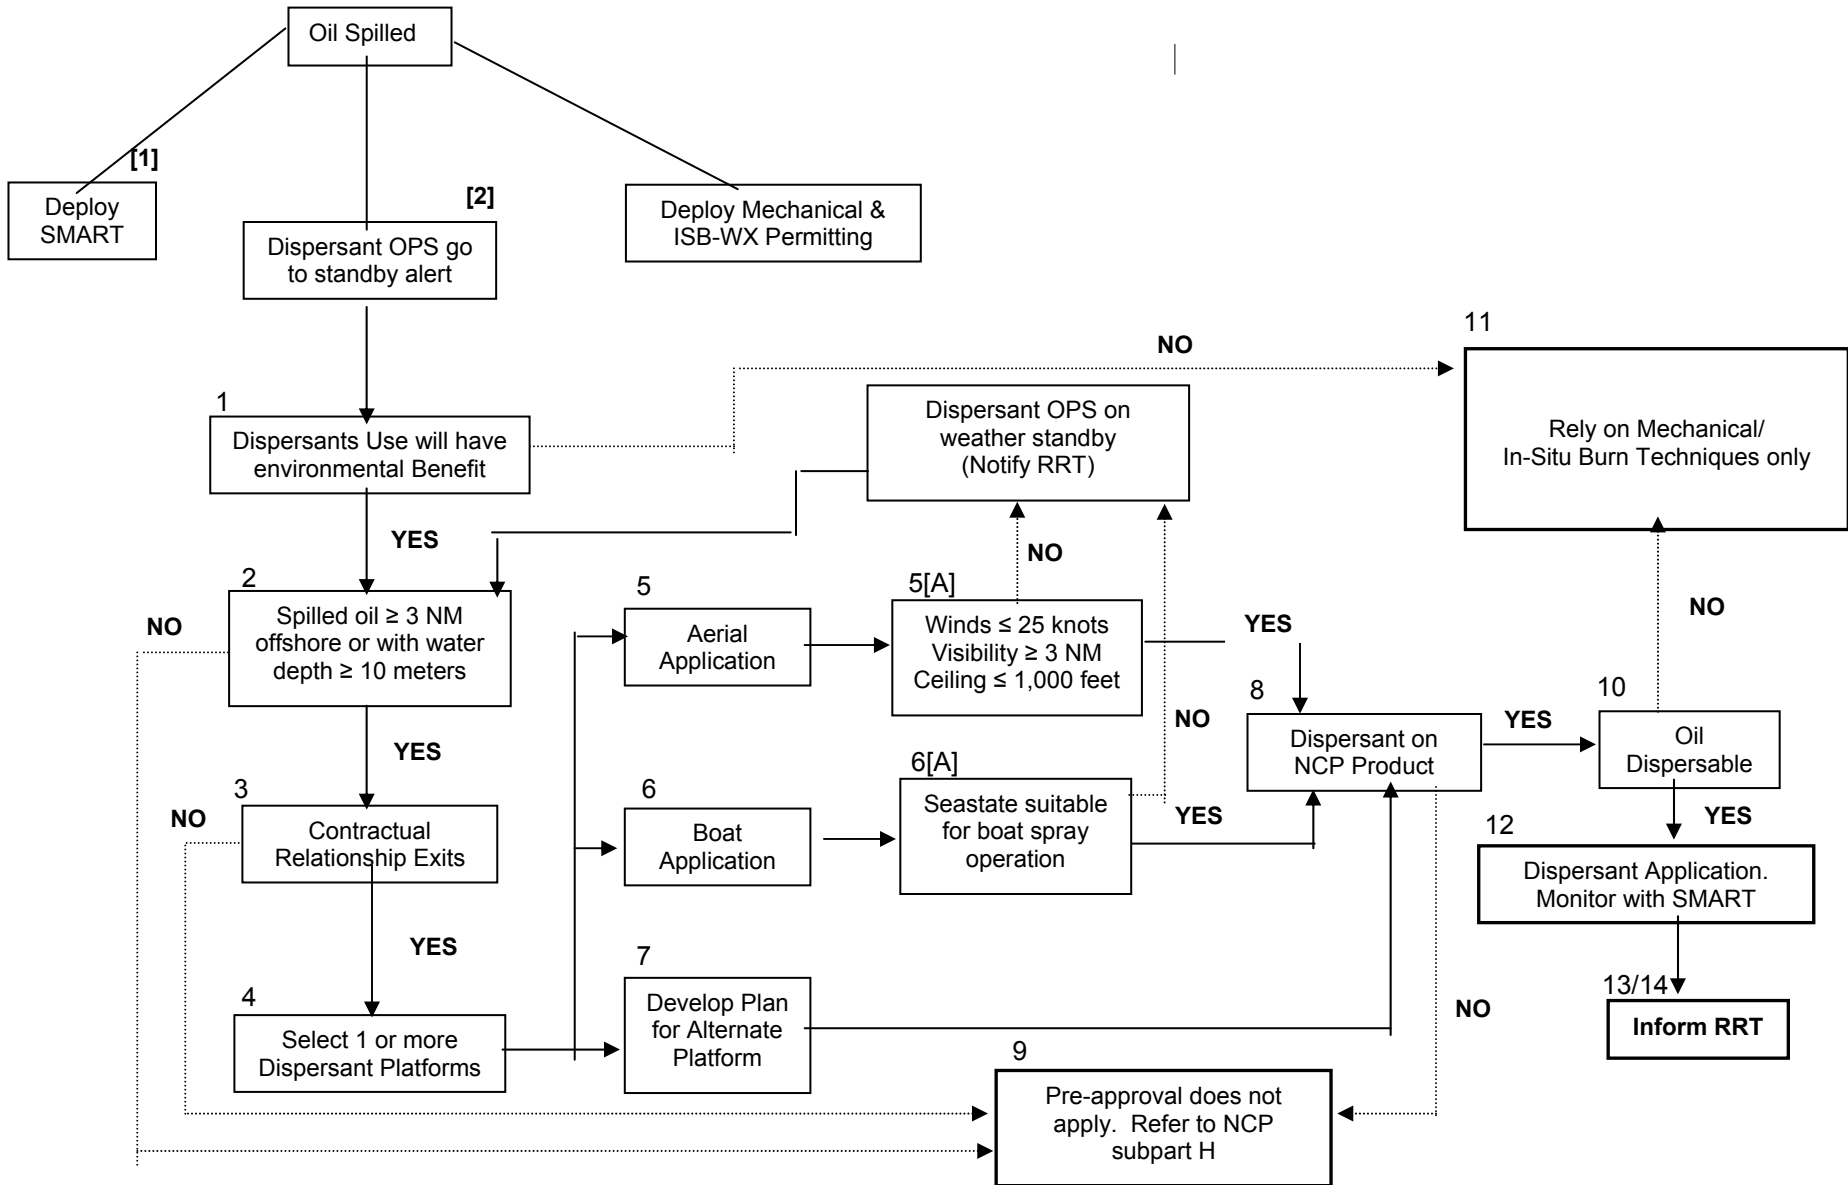 Oil Spilled
[1]
Deploy
SMART
[2]
Dispersant OPS go
to standby alert
Deploy Mechanical &
ISB-WX Permitting
1
Dispersants Use will have
environmental Benefit
NO
11
Rely on Mechanical/
In-Situ Burn Techniques only
Dispersant OPS on
weather standby
(Notify RRT)
YES
NO
2
Spilled oil ≥ 3 NM
offshore or with water
depth ≥ 10 meters
NO
5
Aerial
Application
5[A]
Winds ≤ 25 knots
Visibility ≥ 3 NM
Ceiling ≤ 1,000 feet
YES
NO
NO
YES
3
Contractual
Relationship Exits
NO
6
Boat
Application
6[A]
Seastate suitable
for boat spray
operation
YES
8
Dispersant on
NCP Product
YES
10
Oil
Dispersable
YES
12
Dispersant Application.
Monitor with SMART
YES
4
Select 1 or more
Dispersant Platforms
7
Develop Plan
for Alternate
Platform
NO
13/14
Inform RRT
9
Pre-approval does not
apply. Refer to NCP
subpart H